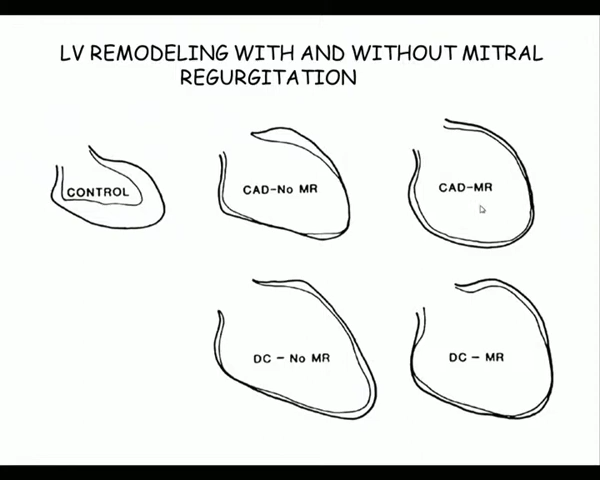 LV REMODELING WITH AND WITHOUT MITRAL
REGURGITATION
CONTROL
CAD-No MR
CAD-MR
DC - No MR
DC - MR